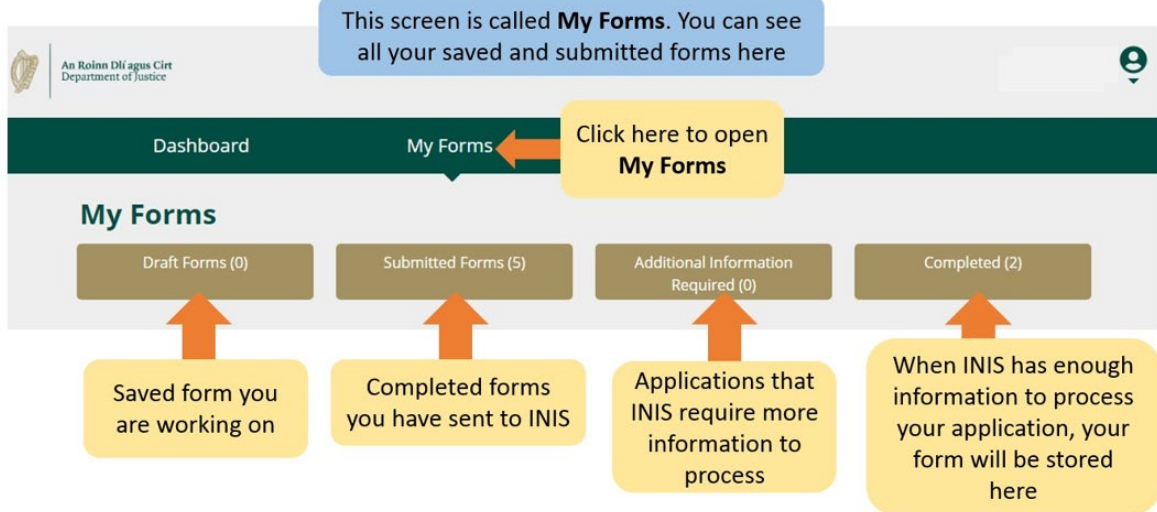 This screen is called My Forms. You can see
all your saved and submitted forms here
An Roinn Dlí agus Cirt
Department of Justice
Dashboard
My Forms
Click here to open
My Forms
My Forms
Draft Forms (0)
Submitted Forms (5)
Additional Information
Required (0)
Completed (2)
Saved form you
are working on
Completed forms
you have sent to INIS
Applications that
INIS require more
information to
process
When INIS has enough
information to process
your application, your
form will be stored
here